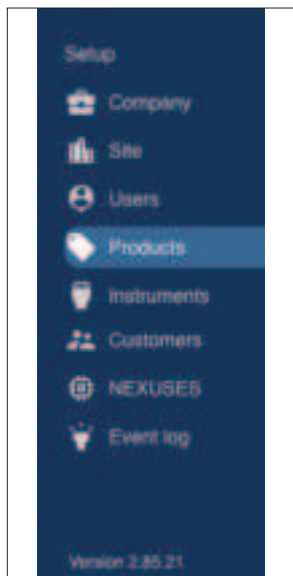 Setup
Company
Site
Users
Products
Instruments
Customers
NEXUSES
Event log
Version 2.85.21